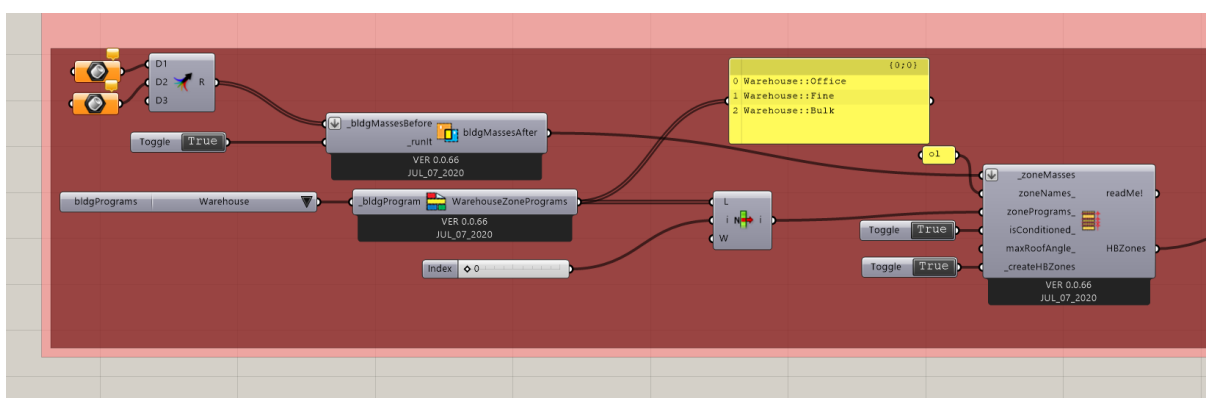 D1
D2
R
D3
_bldgMassesBefore
bldgMassesAfter
_runIt
VER 0.0.66
JUL_07_2020
Toggle True
bldgPrograms Warehouse
_bldgProgram WarehouseZonePrograms
VER 0.0.66
JUL_07_2020
Index 0
{0;0}
0 Warehouse::Office
1 Warehouse::Fine
2 Warehouse::Bulk
L
i N i
W
o1
_zoneMasses
zoneNames_ readMe!
zonePrograms_
isConditioned_
maxRoofAngle_ HBZones
_createHBZones
VER 0.0.66
JUL_07_2020
Toggle True
Toggle True